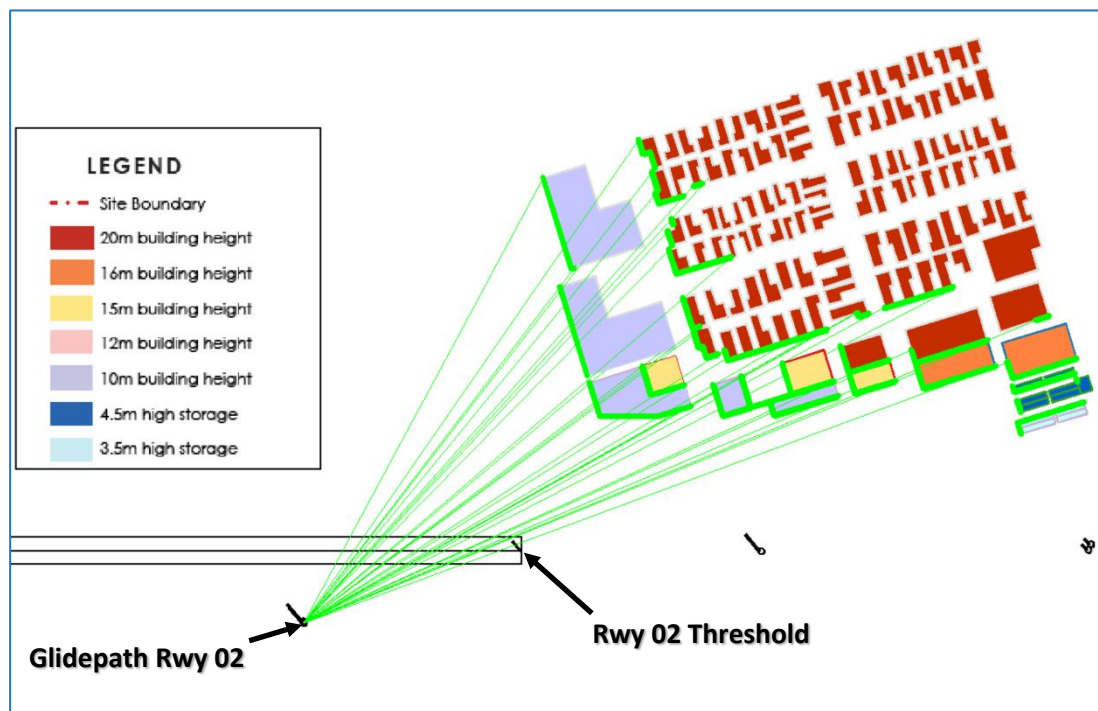 LEGEND
Site Boundary
20m building height
16m building height
15m building height
12m building height
10m building height
4.5m high storage
3.5m high storage
Rwy 02 Threshold
Glidepath Rwy 02